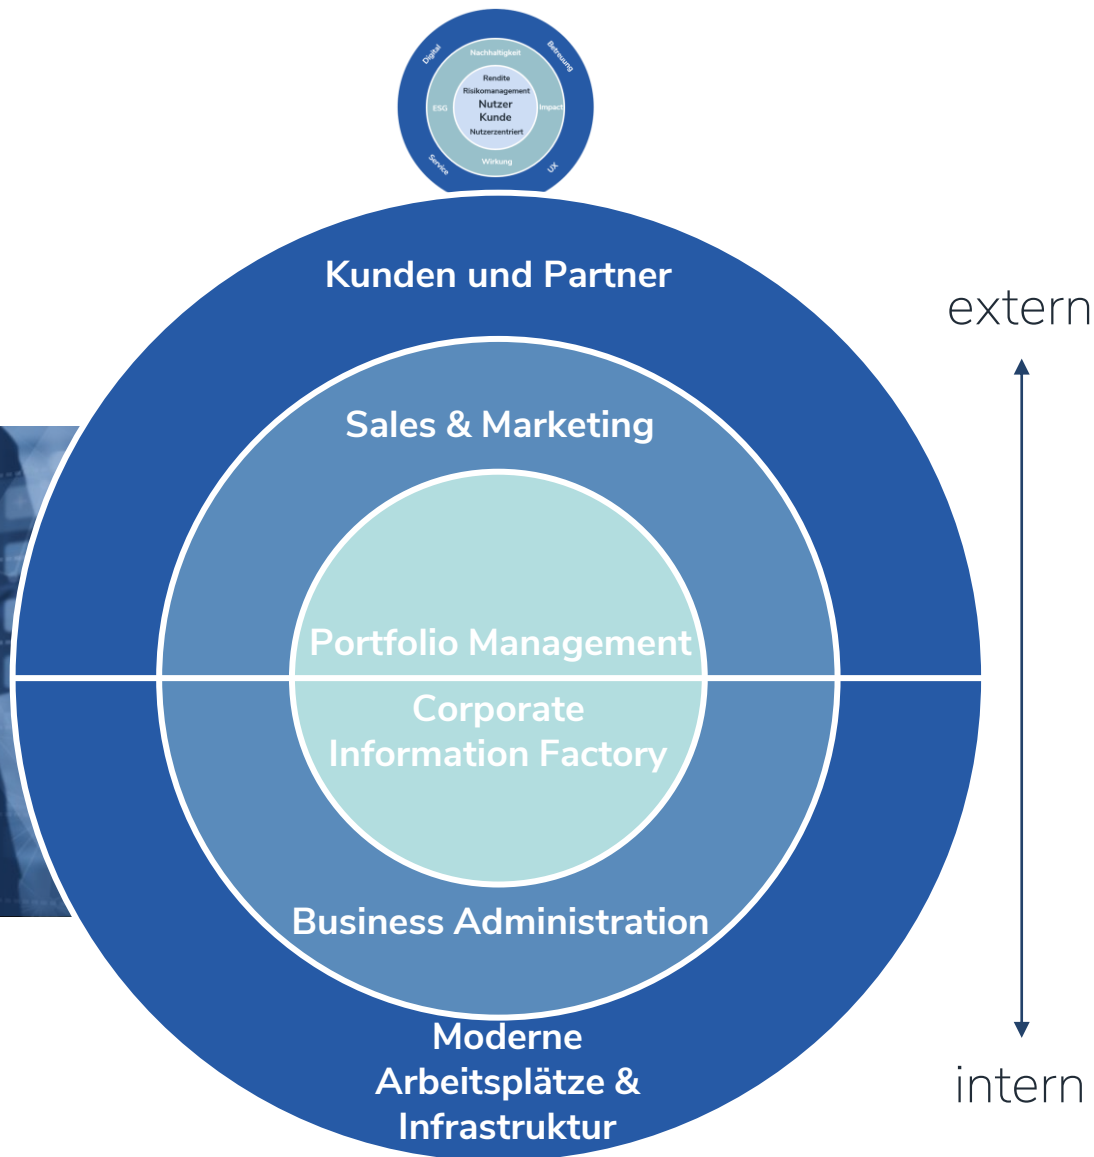 Digital
Betreuung
Nachhaltigkeit
Rendite
Risikomanagement
ESG
Nutzer
Impact
Kunde
Nutzerzentriert
Service
Wirkung
UX
Kunden und Partner
extern
Sales & Marketing
Portfolio Management
Corporate
Information Factory
Business Administration
Moderne
Arbeitsplätze &
Infrastruktur
intern